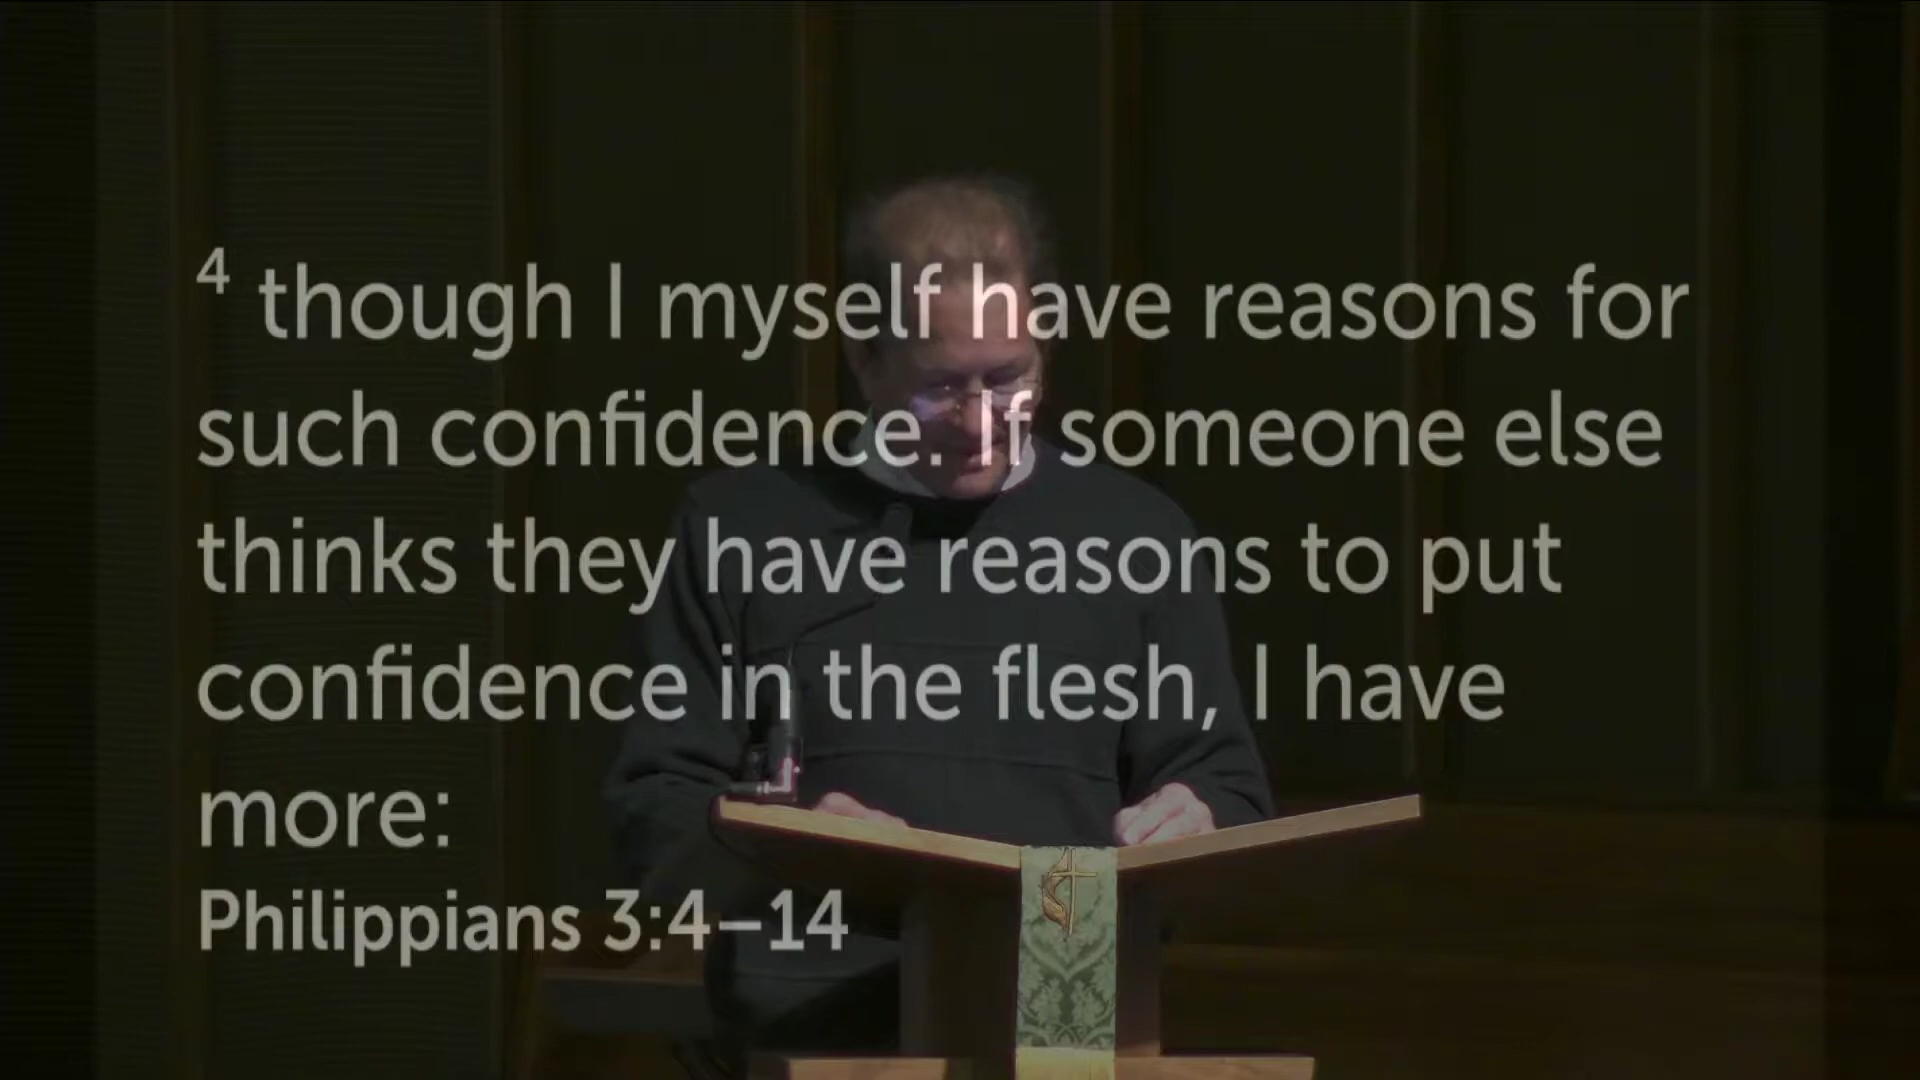 4 though I myself have reasons for
such confidence. If someone else
thinks they have reasons to put
confidence in the flesh, I have
more:
Philippians 3:4–14